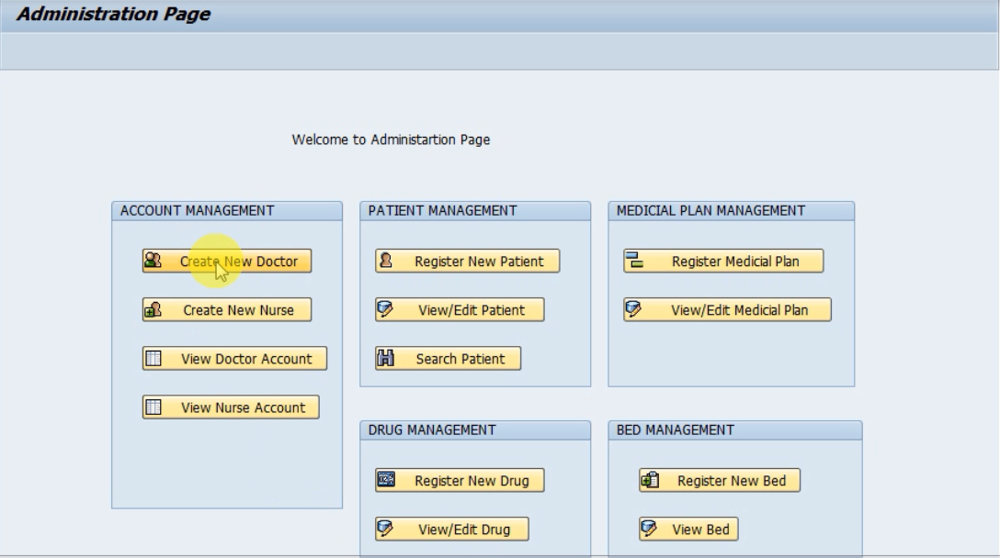 Administration Page
Welcome to Administartion Page
ACCOUNT MANAGEMENT
Create New Doctor
Create New Nurse
View Doctor Account
View Nurse Account
PATIENT MANAGEMENT
Register New Patient
View/Edit Patient
Search Patient
MEDICIAL PLAN MANAGEMENT
Register Medicial Plan
View/Edit Medicial Plan
DRUG MANAGEMENT
Register New Drug
View/Edit Drug
BED MANAGEMENT
Register New Bed
View Bed